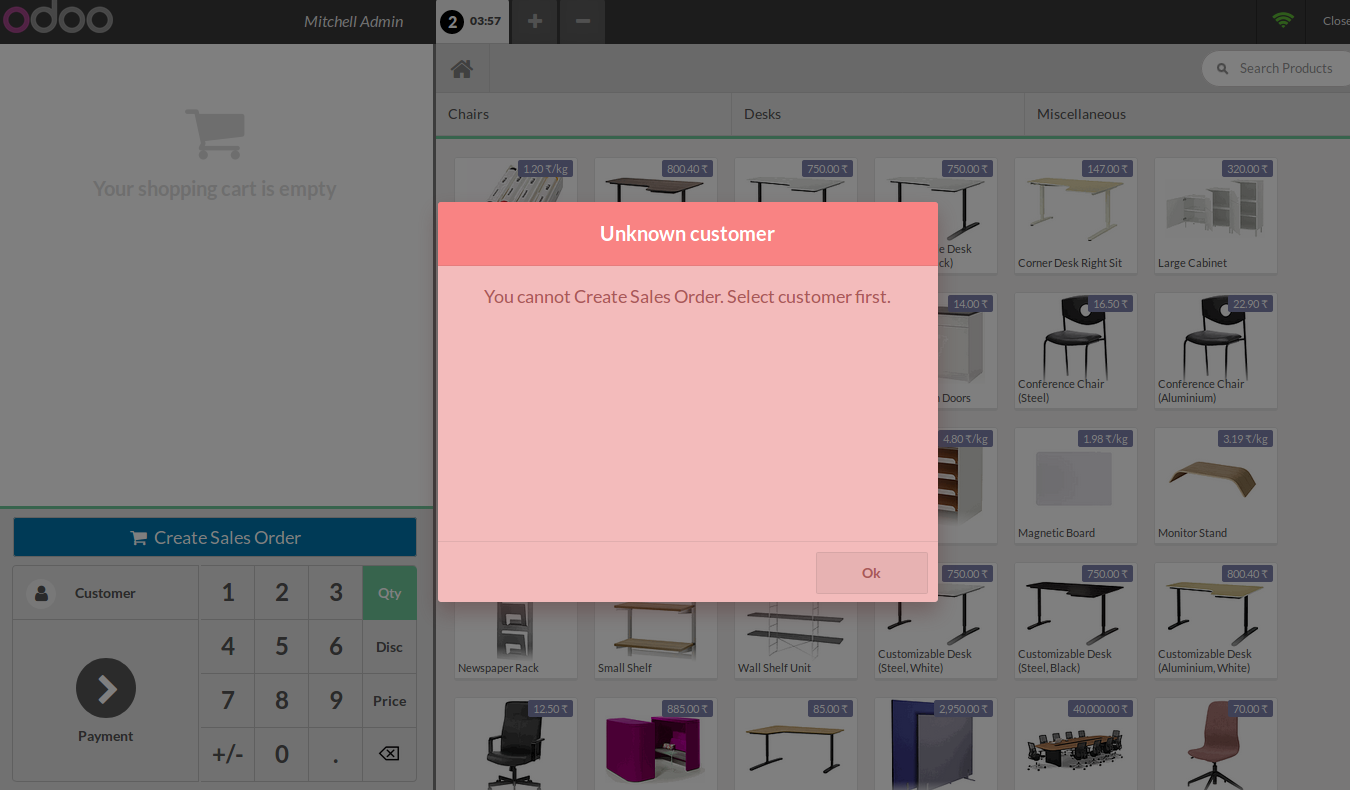 odoo
Mitchell Admin
2 03:57
Close
Search Products
Chairs
Desks
Miscellaneous
Your shopping cart is empty
1.20 ₹/kg
800.40 ₹
750.00 ₹
750.00 ₹
147.00 ₹
320.00 ₹
Corner Desk Right Sit
Large Cabinet
Unknown customer
You cannot Create Sales Order. Select customer first.
Ok
14.00 ₹
16.50 ₹
22.90 ₹
Doors
Conference Chair
(Steel)
Conference Chair
(Aluminium)
4.80 ₹/kg
1.98 ₹/kg
3.19 ₹/kg
Magnetic Board
Monitor Stand
750.00 ₹
750.00 ₹
800.40 ₹
Newspaper Rack
Small Shelf
Wall Shelf Unit
Customizable Desk
(Steel, White)
Customizable Desk
(Steel, Black)
Customizable Desk
(Aluminium, White)
12.50 ₹
885.00 ₹
85.00 ₹
2,950.00 ₹
40,000.00 ₹
70.00 ₹
Create Sales Order
Customer
1 2 3 Qty
4 5 6 Disc
7 8 9 Price
Payment
+/- 0 .